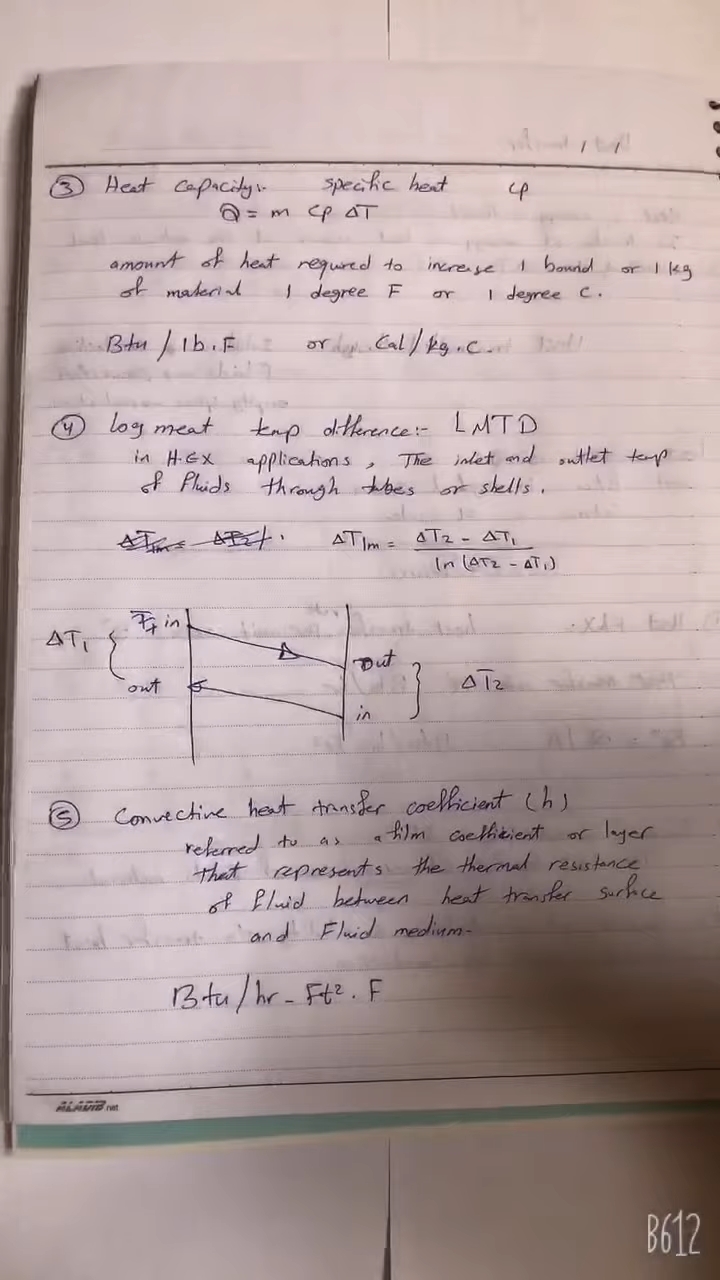 ③ Heat capacity:- specific heat cp
Q = m cp ΔT
amount of heat required to increase 1 bound or 1 kg
of material 1 degree F or 1 degree C.
Btu / lb.F or Cal/kg.c.
④ log meat temp difference:- LMTD
in H.EX applications, The inlet and outlet temp
of fluids through tubes or shells.
ΔTlm = ΔT2 - ΔT1 / ln (ΔT2 - ΔT1)
ΔT1 in
out ΔT2
out
in
⑤ Convective heat transfer coefficient (h)
referred to as a film coefficient or layer
that represents the thermal resistance
of fluid between heat transfer surface
and Fluid medium-
Btu/hr - Ft². F
ALAMIB.net
B612